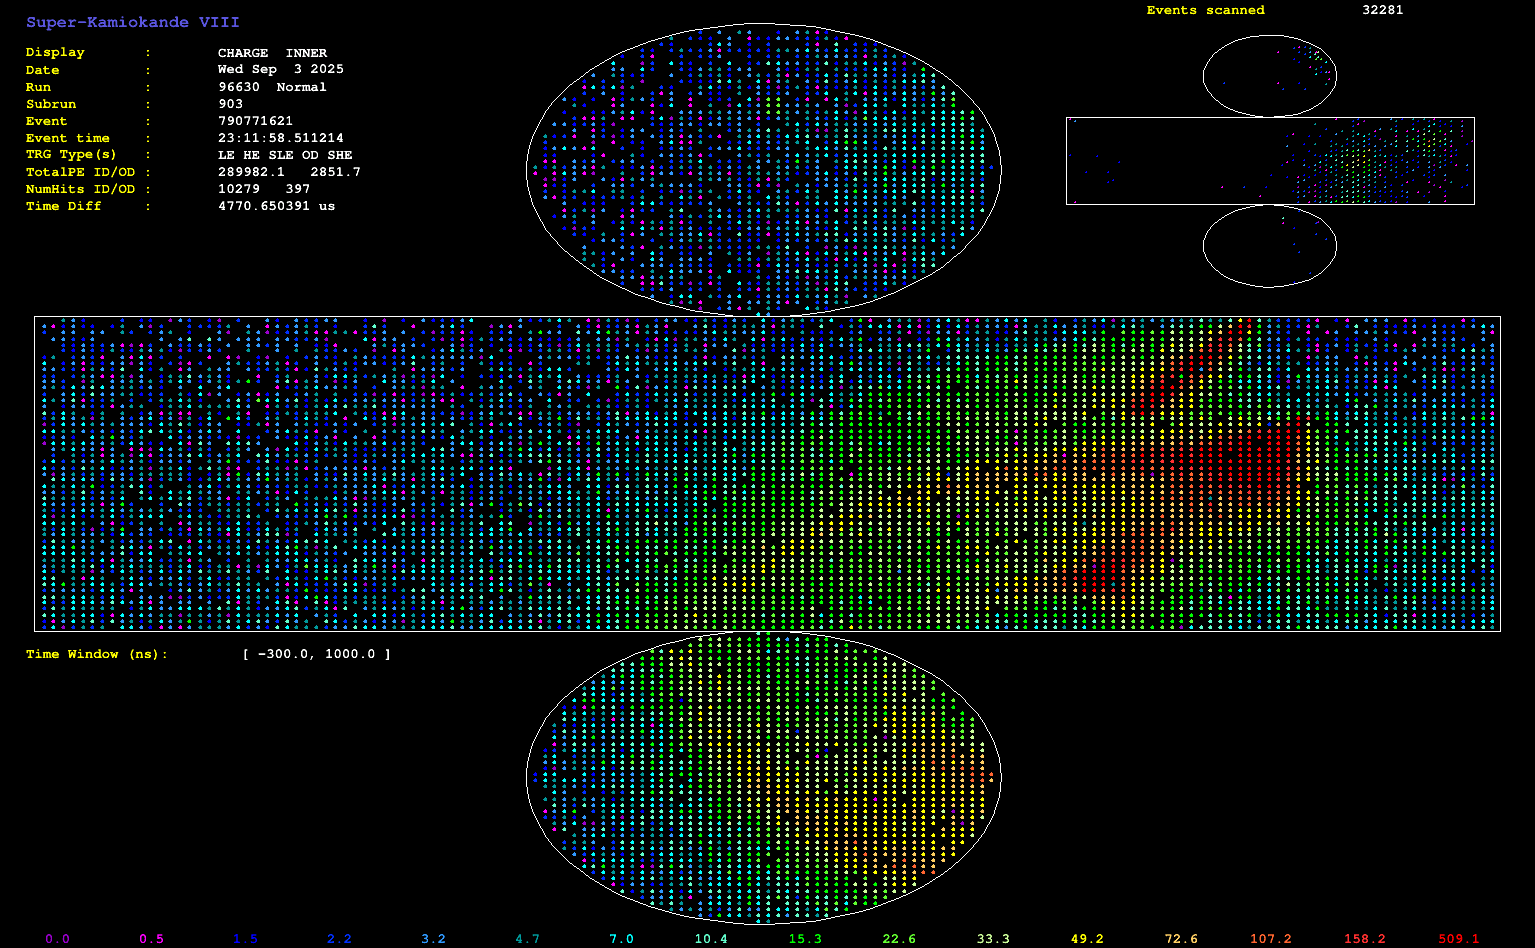 Super-Kamiokande VIII
Events scanned 32281
Display : CHARGE INNER
Date : Wed Sep 3 2025
Run : 96630 Normal
Subrun : 903
Event : 790771621
Event time : 23:11:58.511214
TRG Type(s) : LE HE SLE OD SHE
TotalPE ID/OD : 289982.1 2851.7
NumHits ID/OD : 10279 397
Time Diff : 4770.650391 us
Time Window (ns): [ -300.0, 1000.0 ]
0.0 0.5 1.5 2.2 3.2 4.7 7.0 10.4 15.3 22.6 33.3 49.2 72.6 107.2 158.2 509.1